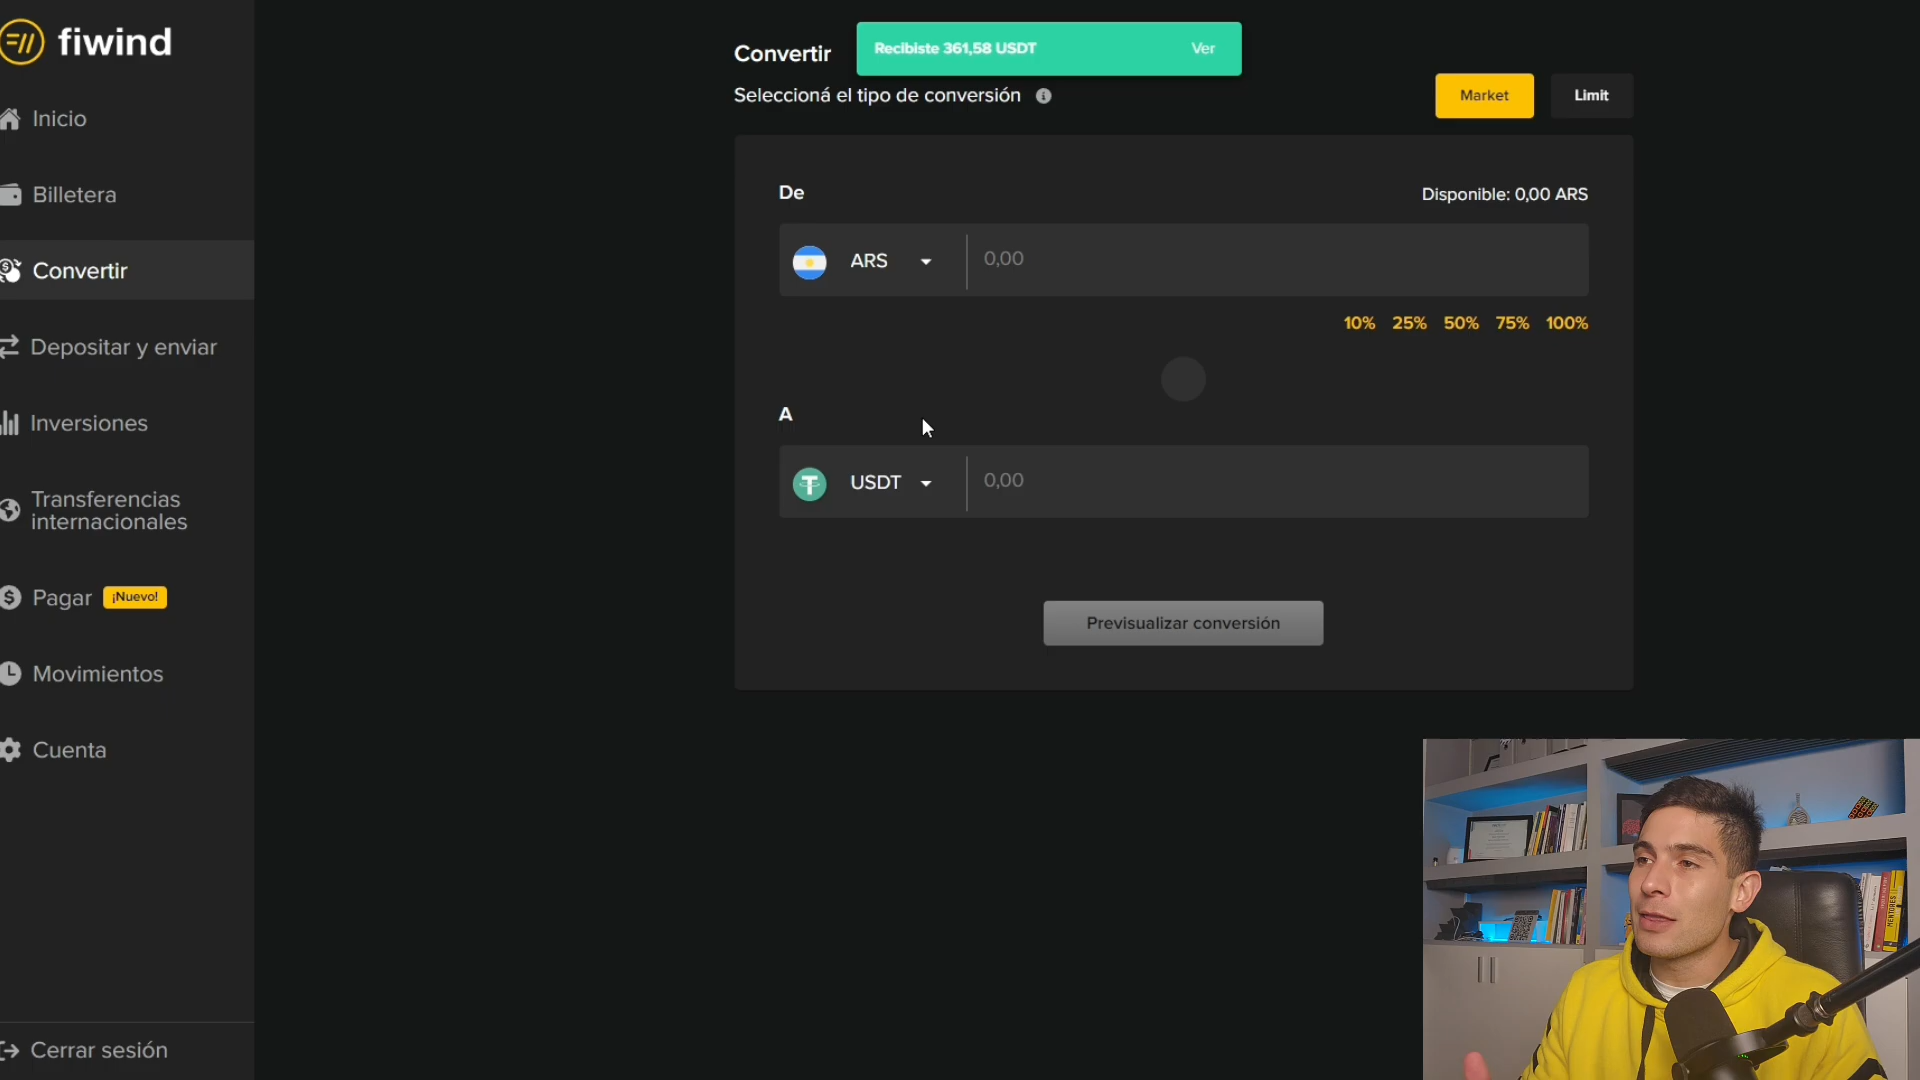 fiwind
Inicio
Billetera
Convertir
Depositar y enviar
Inversiones
Transferencias
internacionales
Pagar ¡Nuevo!
Movimientos
Cuenta
Cerrar sesión
Convertir
Recibiste 361,58 USDT Ver
Seleccioná el tipo de conversión
Market Limit
De Disponible: 0,00 ARS
ARS 0,00
10% 25% 50% 75% 100%
A
USDT 0,00
Previsualizar conversión
MENTORES